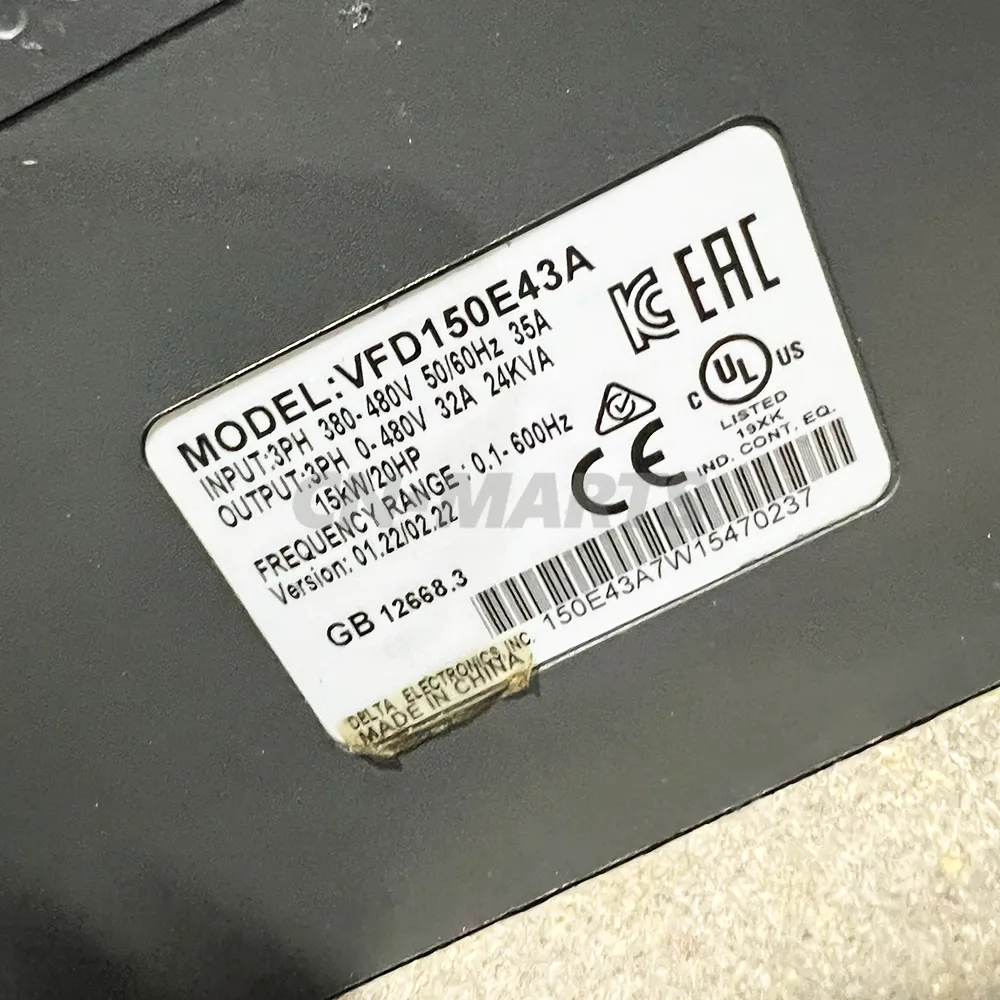 MODEL:VFD150E43A
INPUT:3PH 380-480V 50/60Hz 35A
OUTPUT:3PH 0-480V 32A 24KVA
15kW/20HP
FREQUENCY RANGE : 0.1-600Hz
Version: 01.22/02.22
GB 12668.3
EAC
CE
C UL US
LISTED
19XK
IND. CONT. EQ.
150E43A7W15470237
DELTA ELECTRONICS INC.
MADE IN CHINA